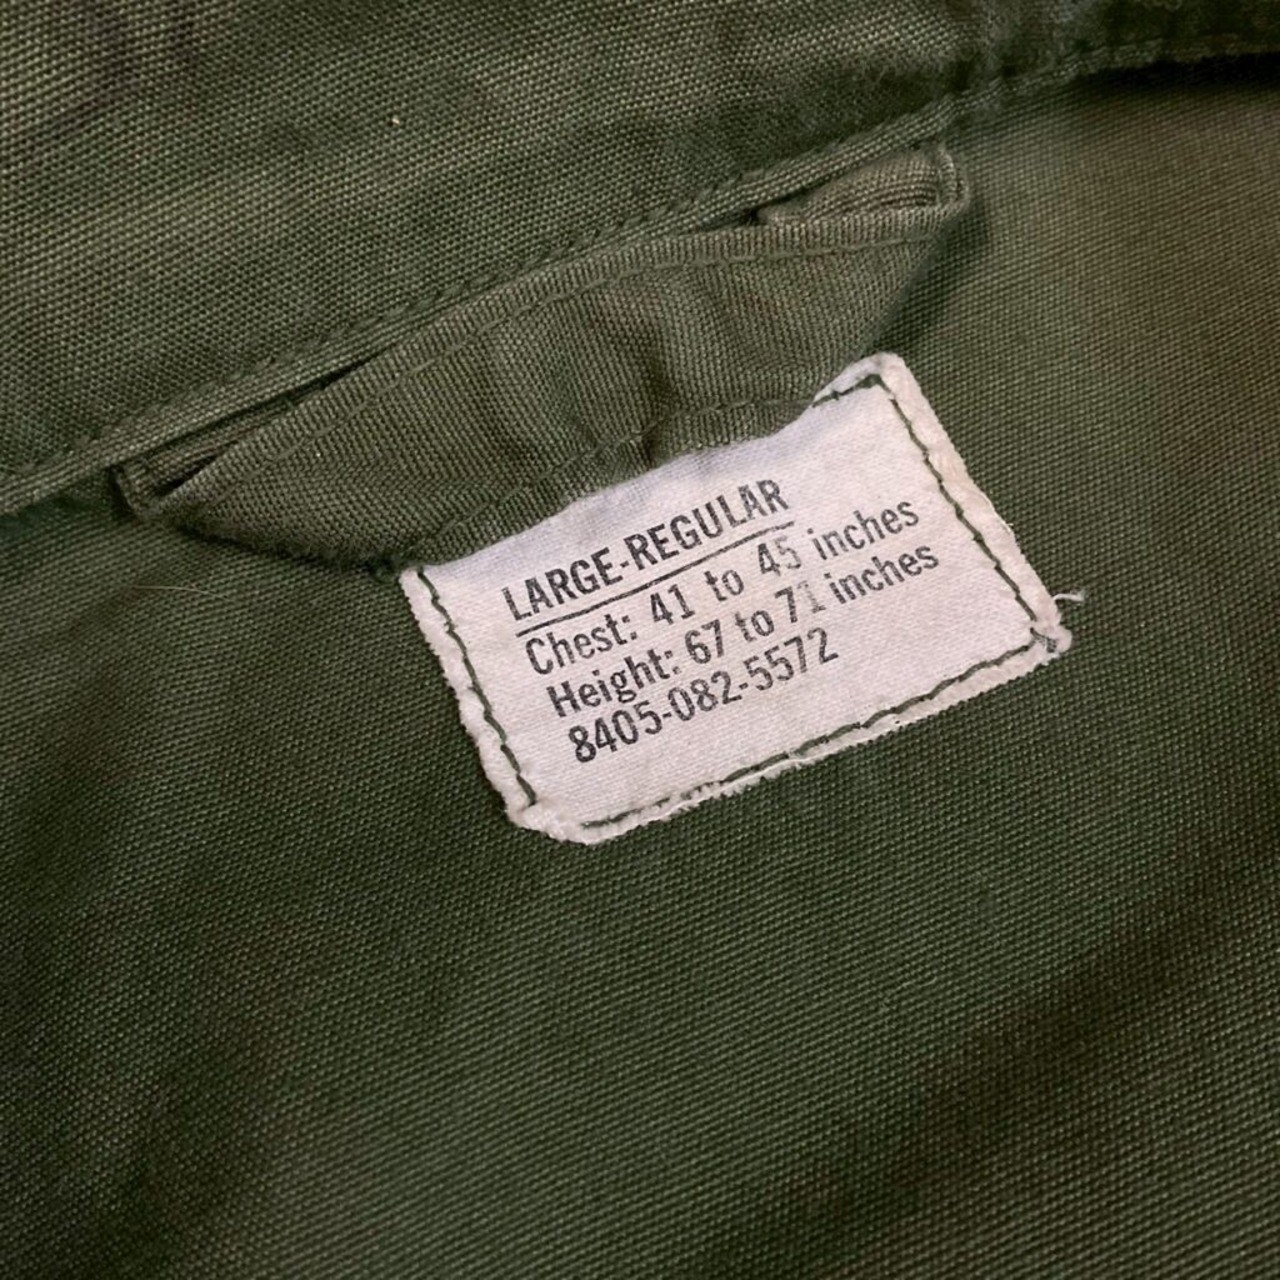 LARGE-REGULAR
Chest: 41 to 45 inches
Height: 67 to 71 inches
8405-082-5572